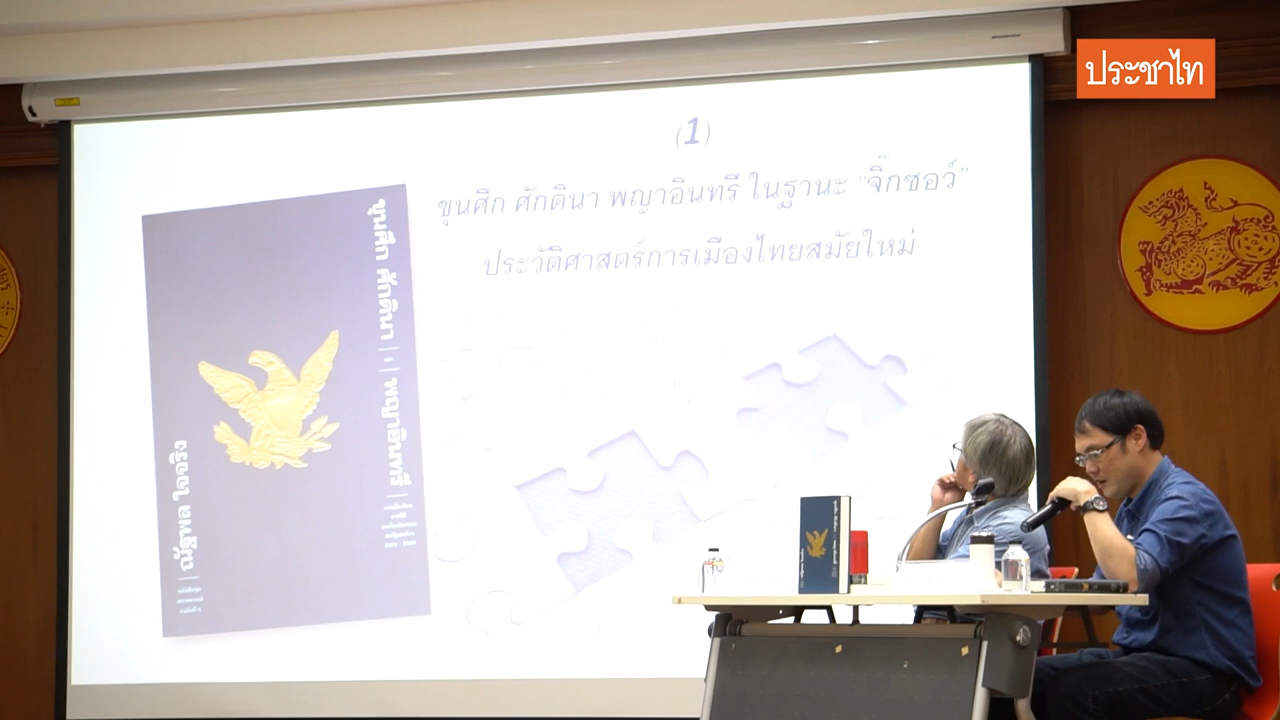 ประชาไท
(1)
ขุนศึก ศักดินา พญาอินทรี ในฐานะ “จิ๊กซอว์”
ประวัติศาสตร์การเมืองไทยสมัยใหม่
ขุนศึก ศักดินา | : | พญาอินทรี
ณัฐพล ใจจริง